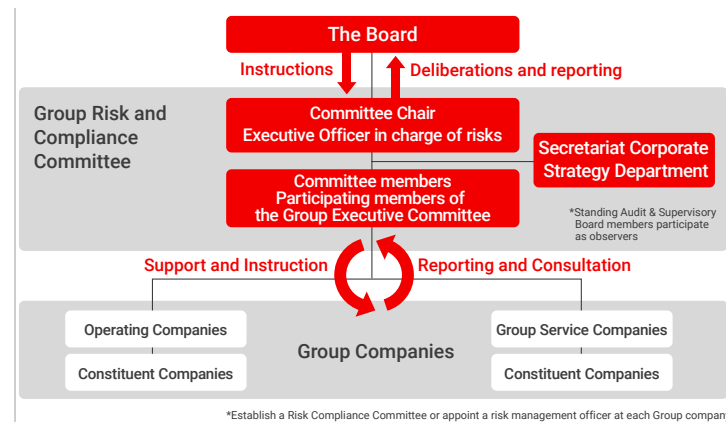 The Board
Instructions
Deliberations and reporting
Group Risk and
Compliance
Committee
Committee Chair
Executive Officer in charge of risks
Secretariat Corporate
Strategy Department
Committee members
Participating members of
the Group Executive Committee
*Standing Audit & Supervisory
Board members participate
as observers
Support and Instruction
Reporting and Consultation
Operating Companies
Constituent Companies
Group Companies
Group Service Companies
Constituent Companies
*Establish a Risk Compliance Committee or appoint a risk management officer at each Group company